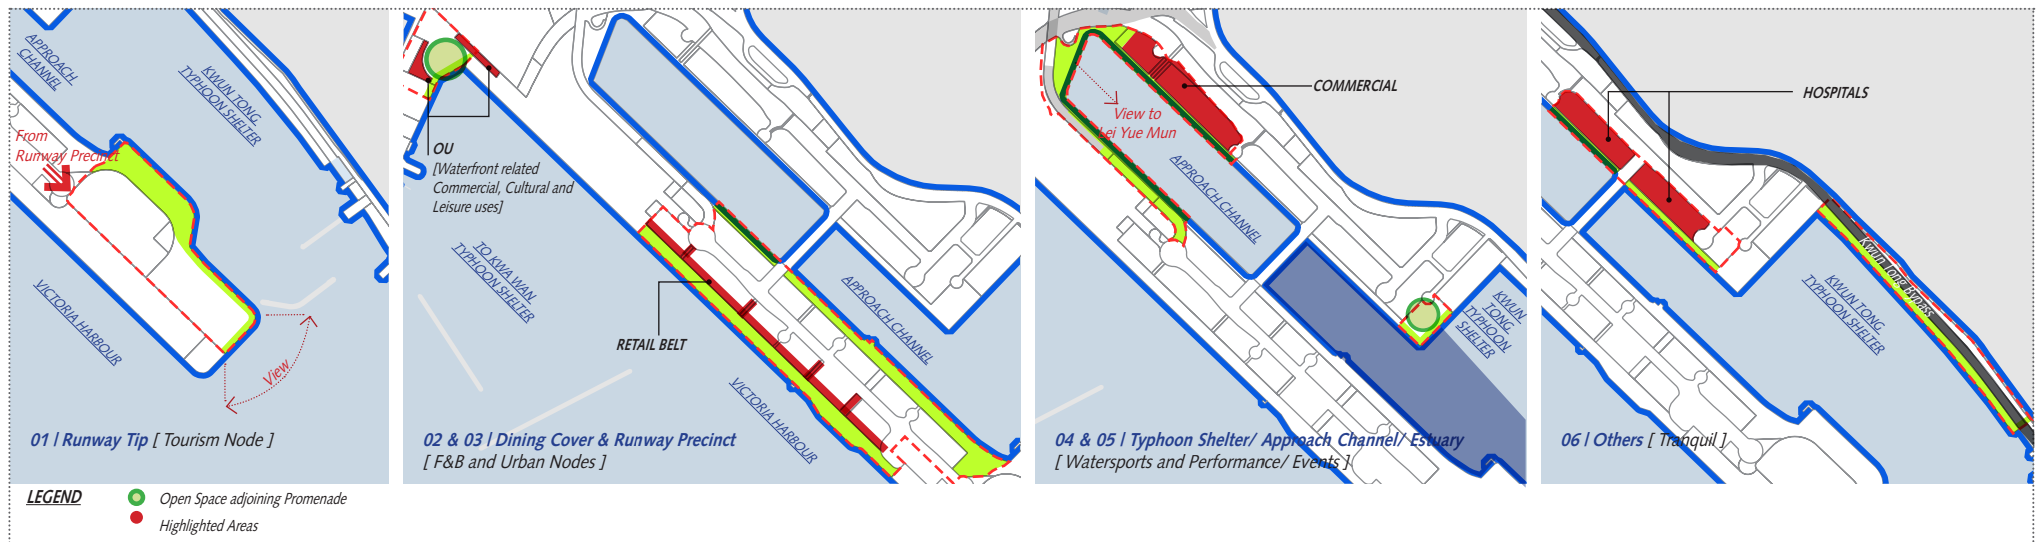 APPROACH
CHANNEL
KWUN TONG
TYPHOON SHELTER
From
Runway Precinct
VICTORIA HARBOUR
View
01 | Runway Tip [ Tourism Node ]
OU
[Waterfront related
Commercial, Cultural and
Leisure uses]
TO KWA WAN
TYPHOON SHELTER
RETAIL BELT
APPROACH CHANNEL
VICTORIA HARBOUR
02 & 03 | Dining Cover & Runway Precinct
[ F&B and Urban Nodes ]
COMMERCIAL
View to
Lei Yue Mun
APPROACH CHANNEL
KWUN
TONG
TYPHOON
SHELTER
04 & 05 | Typhoon Shelter/ Approach Channel/ Estuary
[ Watersports and Performance/ Events ]
HOSPITALS
Kwun Tong Bypass
KWUN TONG
TYPHOON SHELTER
06 | Others [ Tranquil ]
LEGEND
Open Space adjoining Promenade
Highlighted Areas